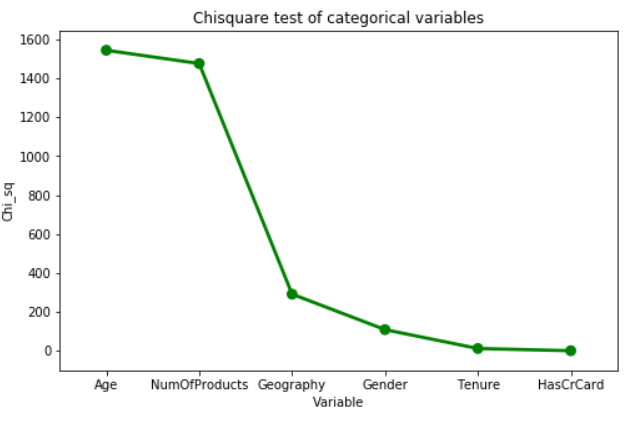 Chisquare test of categorical variables
1600
1400
1200
1000
800
600
400
200
0
Chi_sq
Age NumOfProducts Geography Gender Tenure HasCrCard
Variable